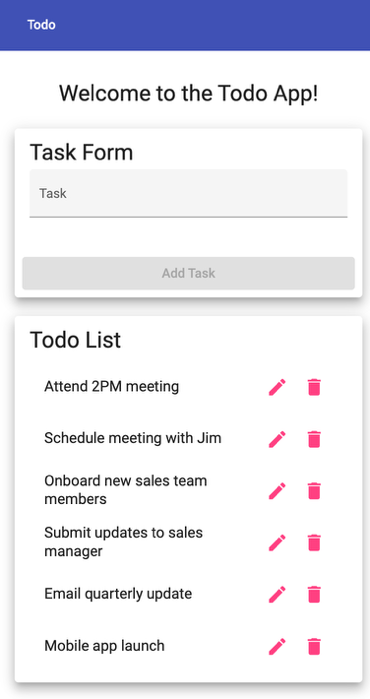 Todo
Welcome to the Todo App!
Task Form
Task
Add Task
Todo List
Attend 2PM meeting
Schedule meeting with Jim
Onboard new sales team
members
Submit updates to sales
manager
Email quarterly update
Mobile app launch